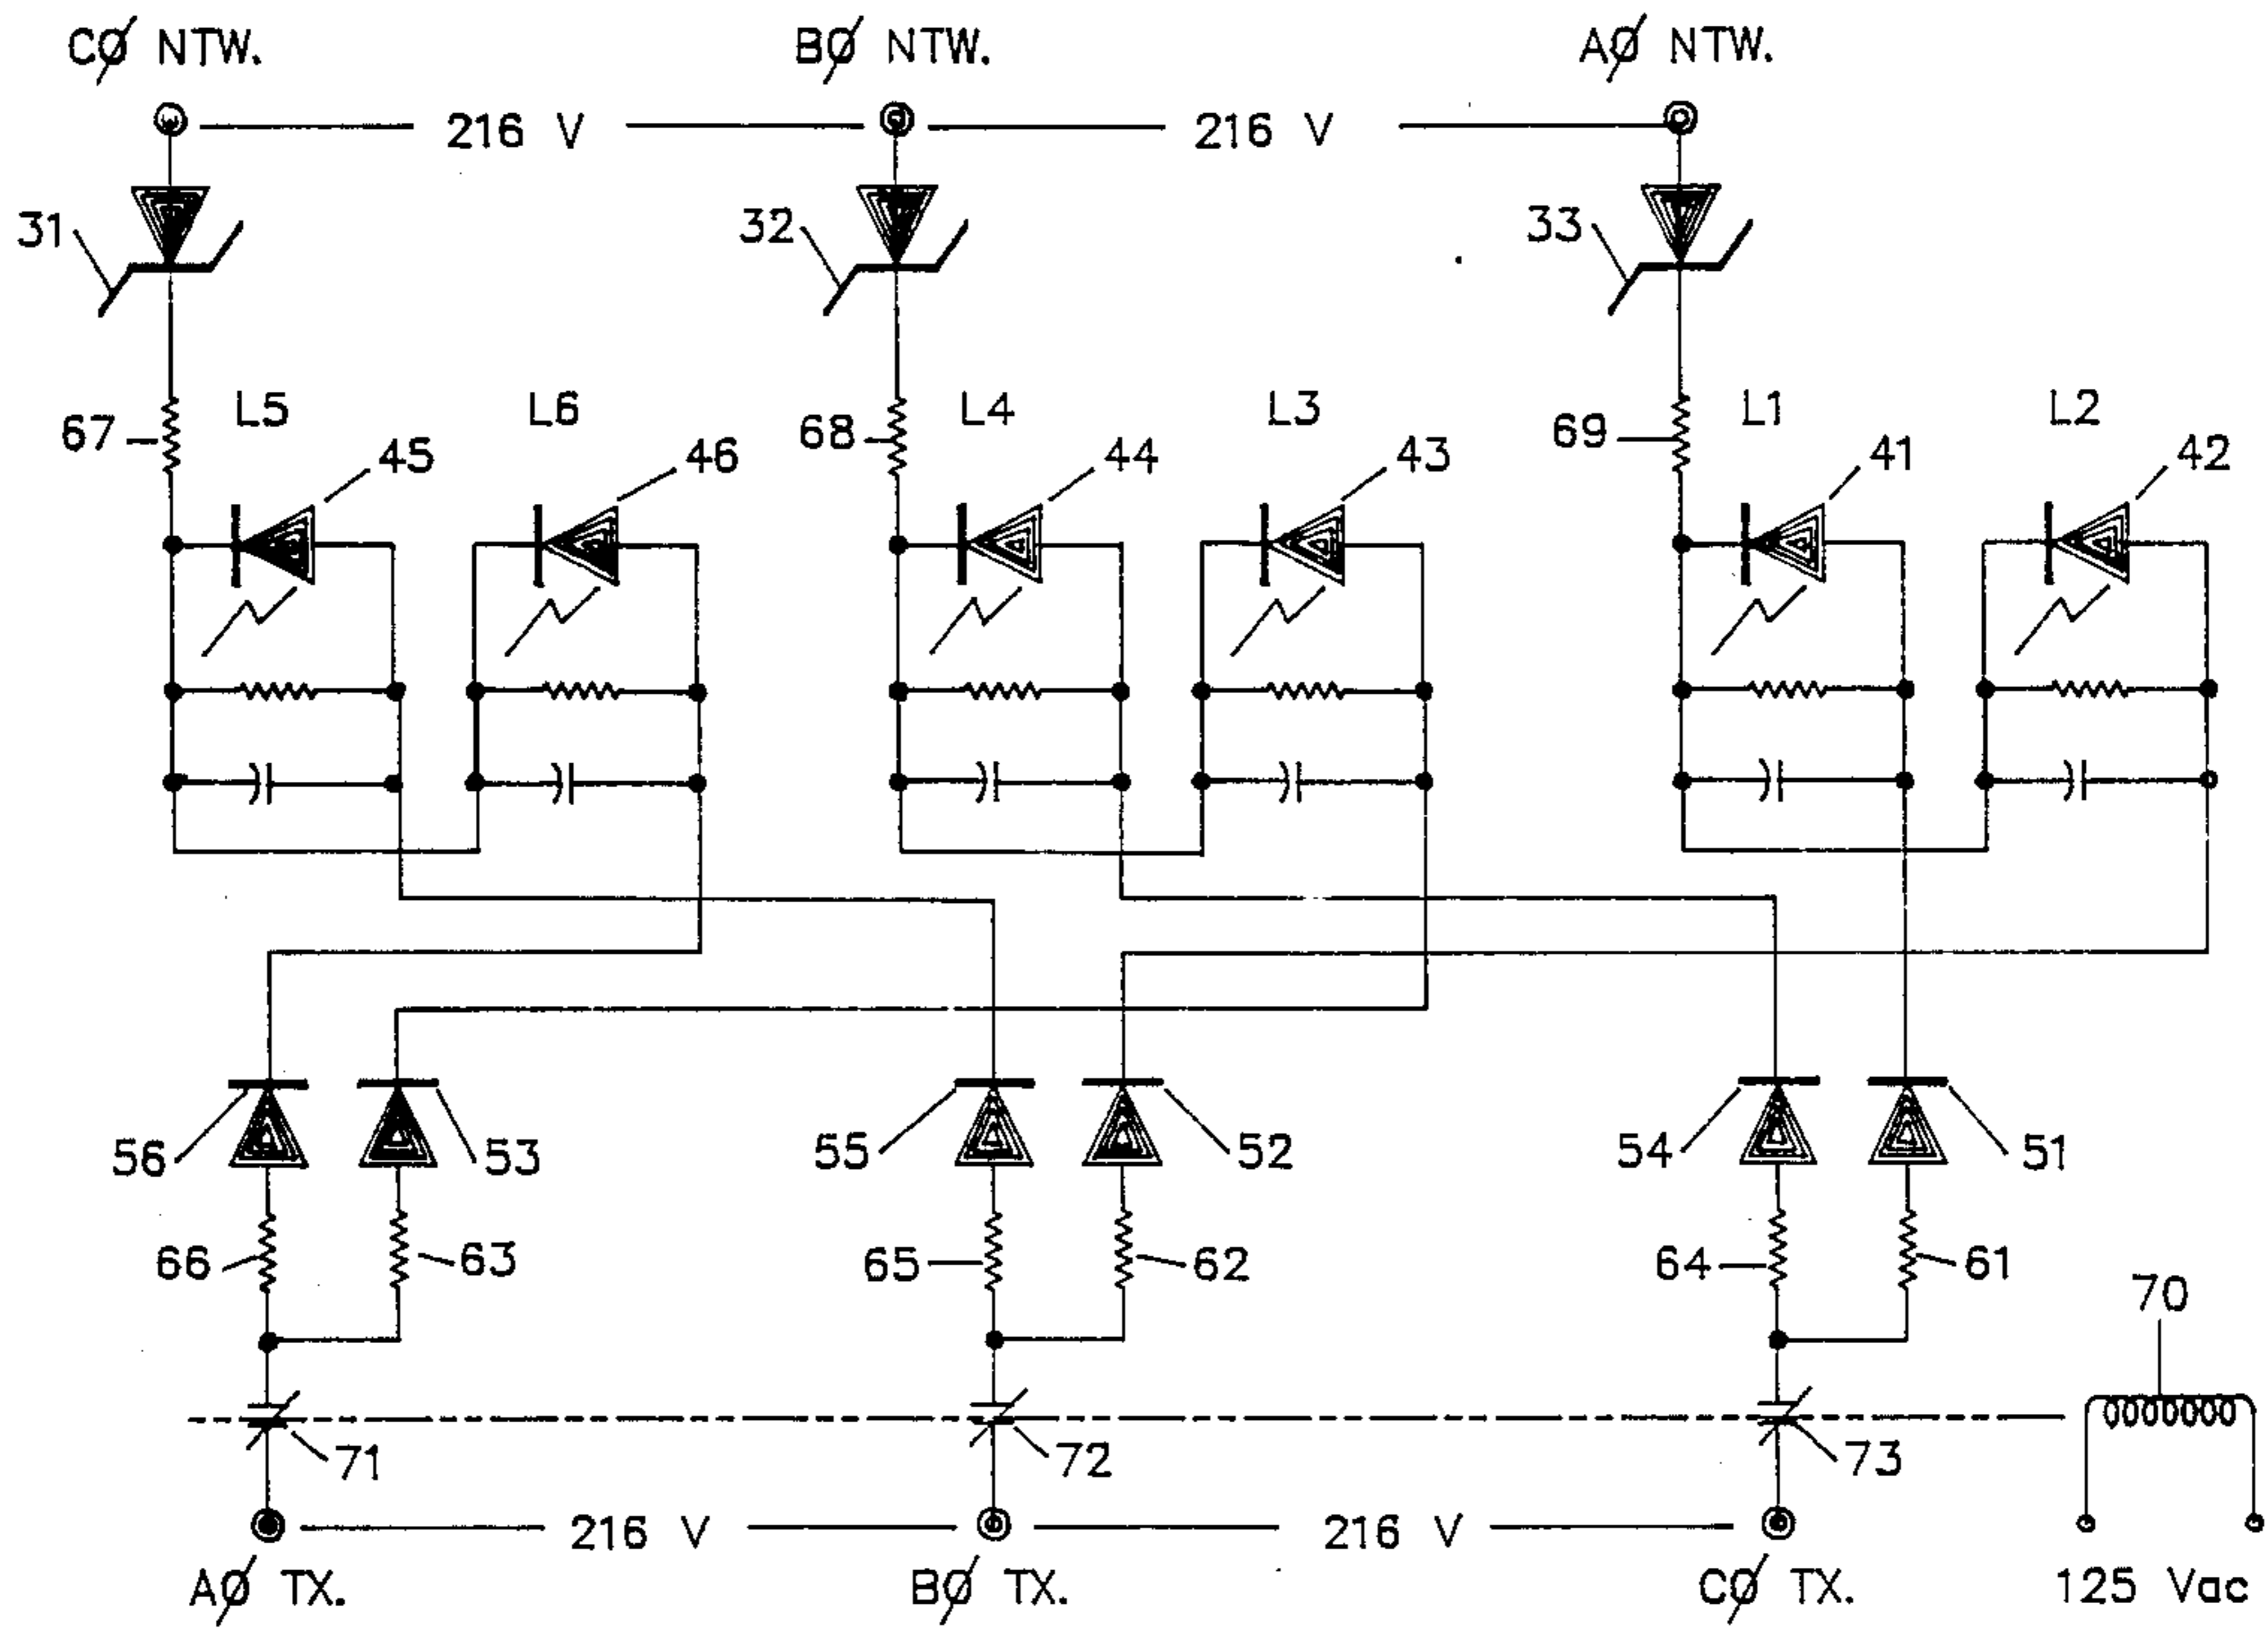 CØ NTW. BØ NTW. AØ NTW.
216 V 216 V
31 32 33
67 L5 L6 68 L4 L3 69 L1 L2
45 46 44 43 41 42
56 53 55 52 54 51
66 63 65 62 64 61
70
71 72 73
216 V 216 V
AØ TX. BØ TX. CØ TX. 125 Vac